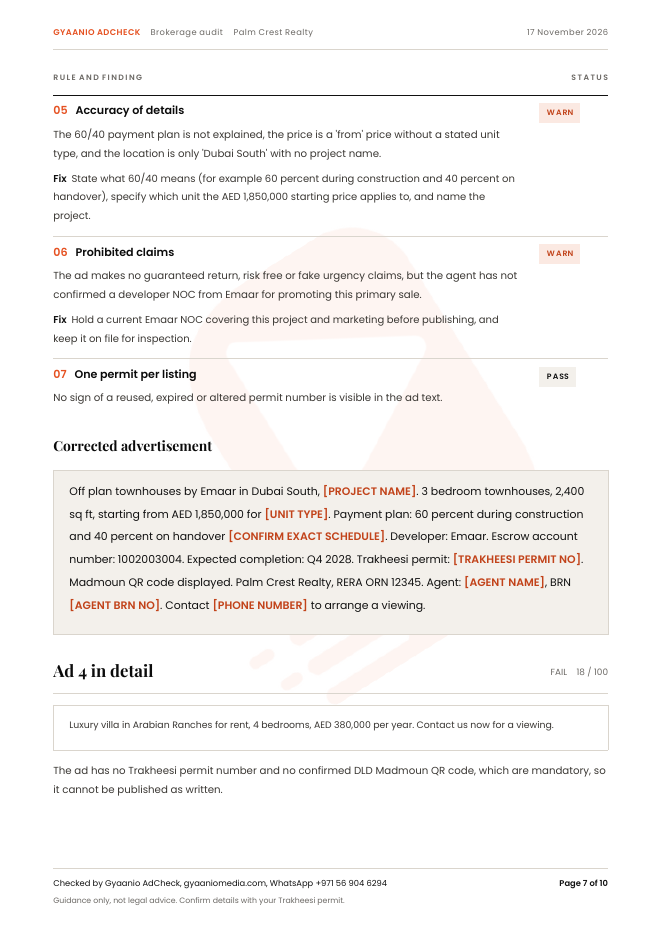 GYAANIO ADCHECK Brokerage audit Palm Crest Realty 17 November 2026
RULE AND FINDING STATUS
05 Accuracy of details WARN
The 60/40 payment plan is not explained, the price is a 'from' price without a stated unit
type, and the location is only 'Dubai South' with no project name.
Fix State what 60/40 means (for example 60 percent during construction and 40 percent on
handover), specify which unit the AED 1,850,000 starting price applies to, and name the
project.
06 Prohibited claims WARN
The ad makes no guaranteed return, risk free or fake urgency claims, but the agent has not
confirmed a developer NOC from Emaar for promoting this primary sale.
Fix Hold a current Emaar NOC covering this project and marketing before publishing, and
keep it on file for inspection.
07 One permit per listing PASS
No sign of a reused, expired or altered permit number is visible in the ad text.
Corrected advertisement
Off plan townhouses by Emaar in Dubai South, [PROJECT NAME]. 3 bedroom townhouses, 2,400
sq ft, starting from AED 1,850,000 for [UNIT TYPE]. Payment plan: 60 percent during construction
and 40 percent on handover [CONFIRM EXACT SCHEDULE]. Developer: Emaar. Escrow account
number: 1002003004. Expected completion: Q4 2028. Trakheesi permit: [TRAKHEESI PERMIT NO].
Madmoun QR code displayed. Palm Crest Realty, RERA ORN 12345. Agent: [AGENT NAME], BRN
[AGENT BRN NO]. Contact [PHONE NUMBER] to arrange a viewing.
Ad 4 in detail FAIL 18 / 100
Luxury villa in Arabian Ranches for rent, 4 bedrooms, AED 380,000 per year. Contact us now for a viewing.
The ad has no Trakheesi permit number and no confirmed DLD Madmoun QR code, which are mandatory, so
it cannot be published as written.
Checked by Gyaanio AdCheck, gyaaniomedia.com, WhatsApp +971 56 904 6294 Page 7 of 10
Guidance only, not legal advice. Confirm details with your Trakheesi permit.